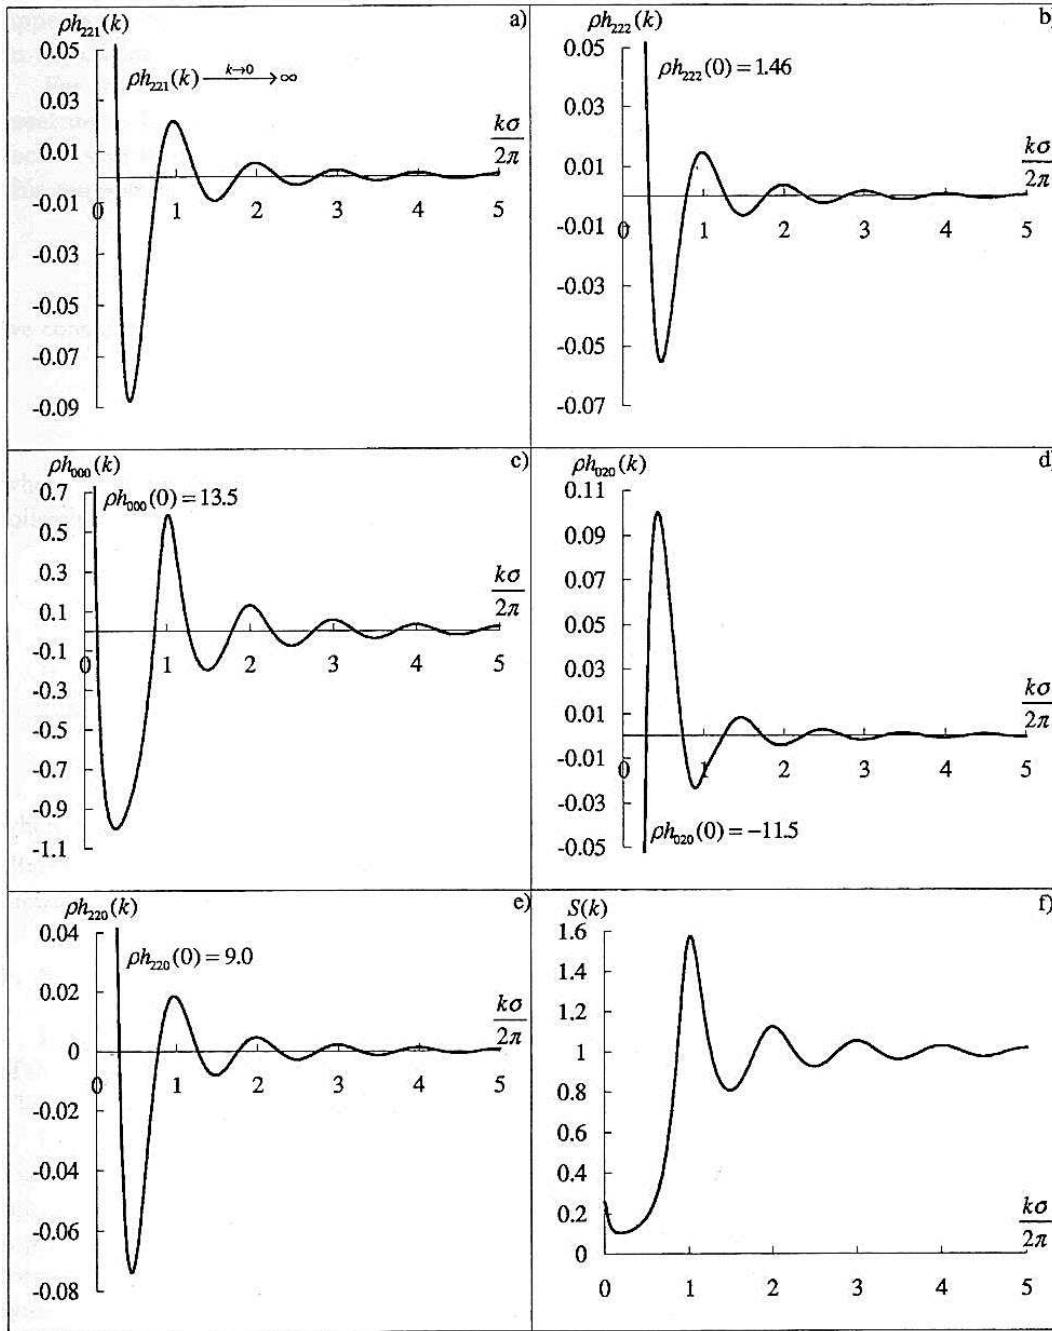 ρh₂₂₁(k)
a)
0.05
0.03
0.01
-0.01
-0.03
-0.05
-0.07
-0.09
ρh₂₂₁(k) —k→0→ ∞
kσ
2π
0 1 2 3 4 5
ρh₂₂₂(k)
b)
0.05
0.03
0.01
-0.01
-0.03
-0.05
-0.07
ρh₂₂₂(0) = 1.46
kσ
2π
0 1 2 3 4 5
ρh₀₀₀(k)
c)
0.7
0.5
0.3
0.1
-0.1
-0.3
-0.5
-0.7
-0.9
-1.1
ρh₀₀₀(0) = 13.5
kσ
2π
0 1 2 3 4 5
ρh₀₂₀(k)
d)
0.11
0.09
0.07
0.05
0.03
0.01
-0.01
-0.03
-0.05
kσ
2π
0 1 2 3 4 5
ρh₀₂₀(0) = −11.5
ρh₂₂₀(k)
e)
0.04
0.02
0
-0.02
-0.04
-0.06
-0.08
ρh₂₂₀(0) = 9.0
kσ
2π
0 1 2 3 4 5
S(k)
f)
1.6
1.4
1.2
1
0.8
0.6
0.4
0.2
0
kσ
2π
0 1 2 3 4 5